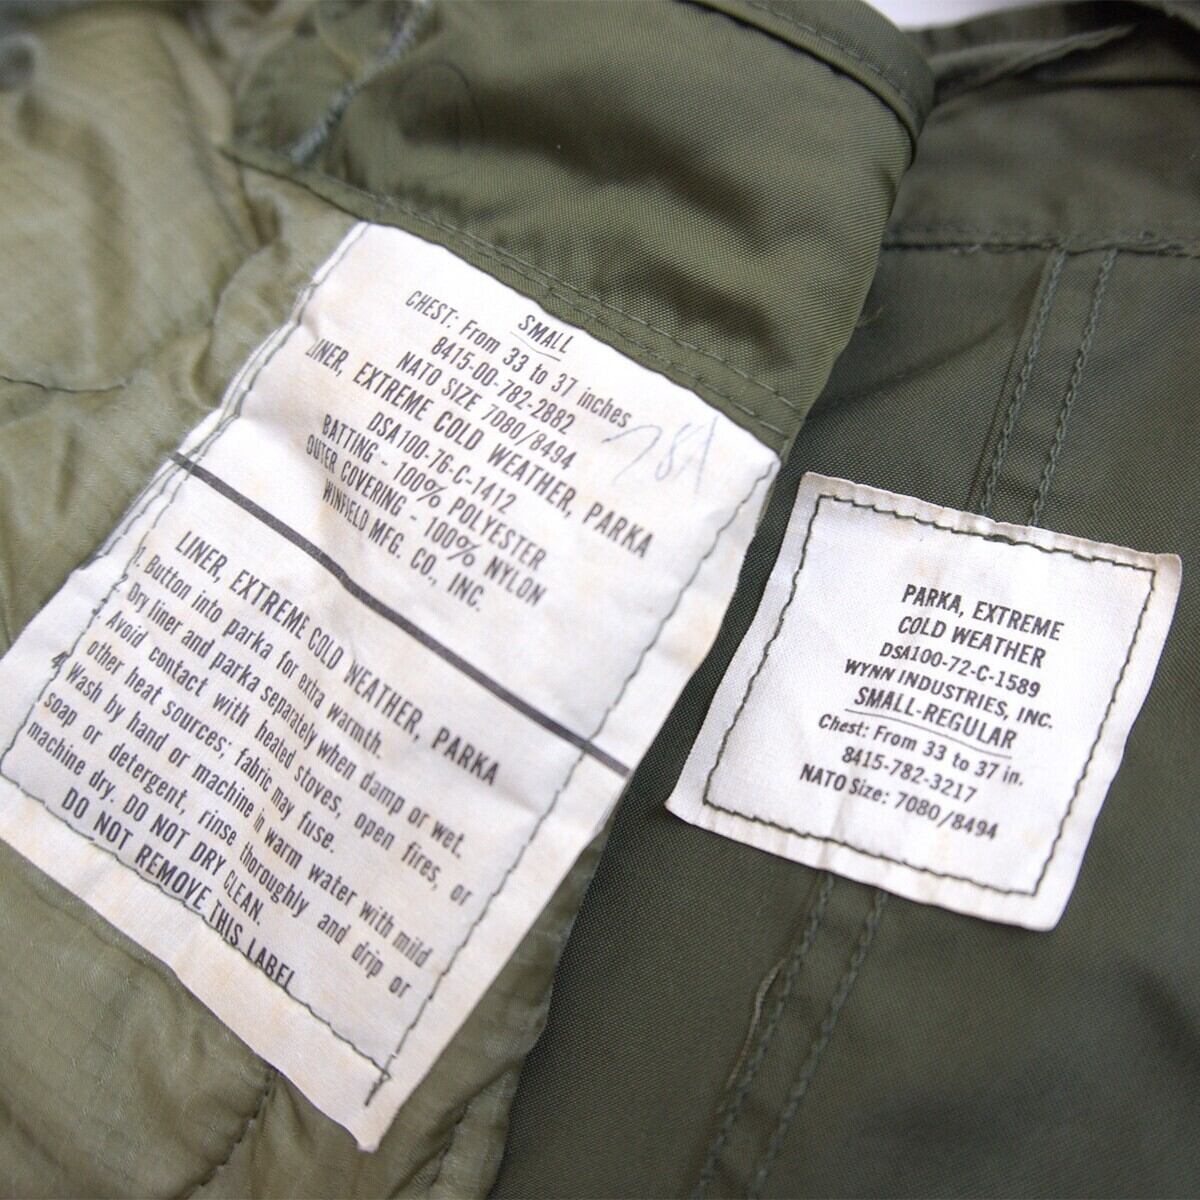 SMALL
CHEST: From 33 to 37 inches
8415-00-782-2882
NATO SIZE 7080/8494
LINER, EXTREME COLD WEATHER, PARKA
DSA100-76-C-1412
BATTING - 100% POLYESTER
OUTER COVERING - 100% NYLON
WINFIELD MFG. CO., INC.
LINER, EXTREME COLD WEATHER, PARKA
1. Button into parka for extra warmth.
2. Dry liner and parka separately when damp or wet.
Avoid contact with heated stoves, open fires, or
other heat sources; fabric may fuse.
4. Wash by hand or machine in warm water with mild
soap or detergent, rinse thoroughly and drip or
machine dry. DO NOT DRY CLEAN.
DO NOT REMOVE THIS LABEL
PARKA, EXTREME
COLD WEATHER
DSA100-72-C-1589
WYNN INDUSTRIES, INC.
SMALL-REGULAR
Chest: From 33 to 37 in.
8415-782-3217
NATO Size: 7080/8494